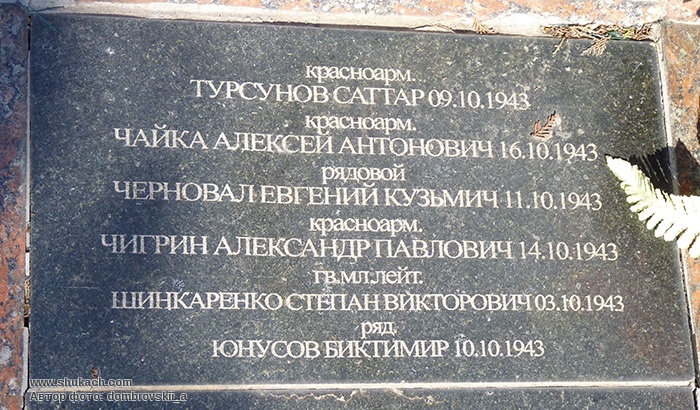 красноарм.
ТУРСУНОВ САТТАР 09.10.1943
красноарм.
ЧАЙКА АЛЕКСЕЙ АНТОНОВИЧ 16.10.1943
рядовой
ЧЕРНОВАЛ ЕВГЕНИЙ КУЗЬМИЧ 11.10.1943
красноарм.
ЧИГРИН АЛЕКСАНДР ПАВЛОВИЧ 14.10.1943
гв.мл.лейт.
ШИНКАРЕНКО СТЕПАН ВИКТОРОВИЧ 03.10.1943
ряд.
ЮНУСОВ БИКТИМИР 10.10.1943
www.shukach.com
Автор фото: dombrovskii_a